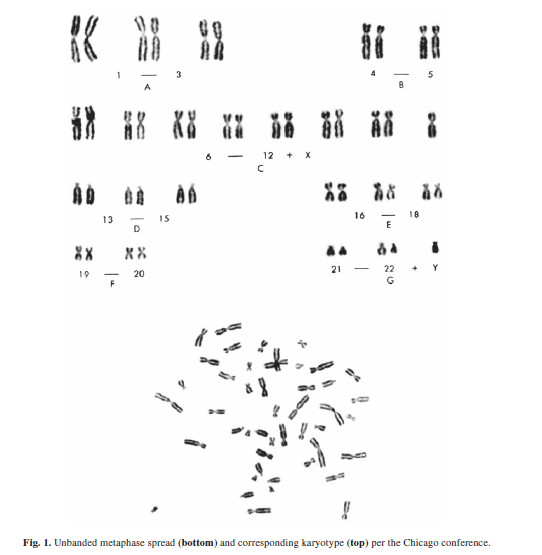 1 — 3
A
4 — 5
B
6 — 12 + X
C
13 — 15
D
16 — 18
E
19 — 20
F
21 — 22 + Y
G
Fig. 1. Unbanded metaphase spread (bottom) and corresponding karyotype (top) per the Chicago conference.